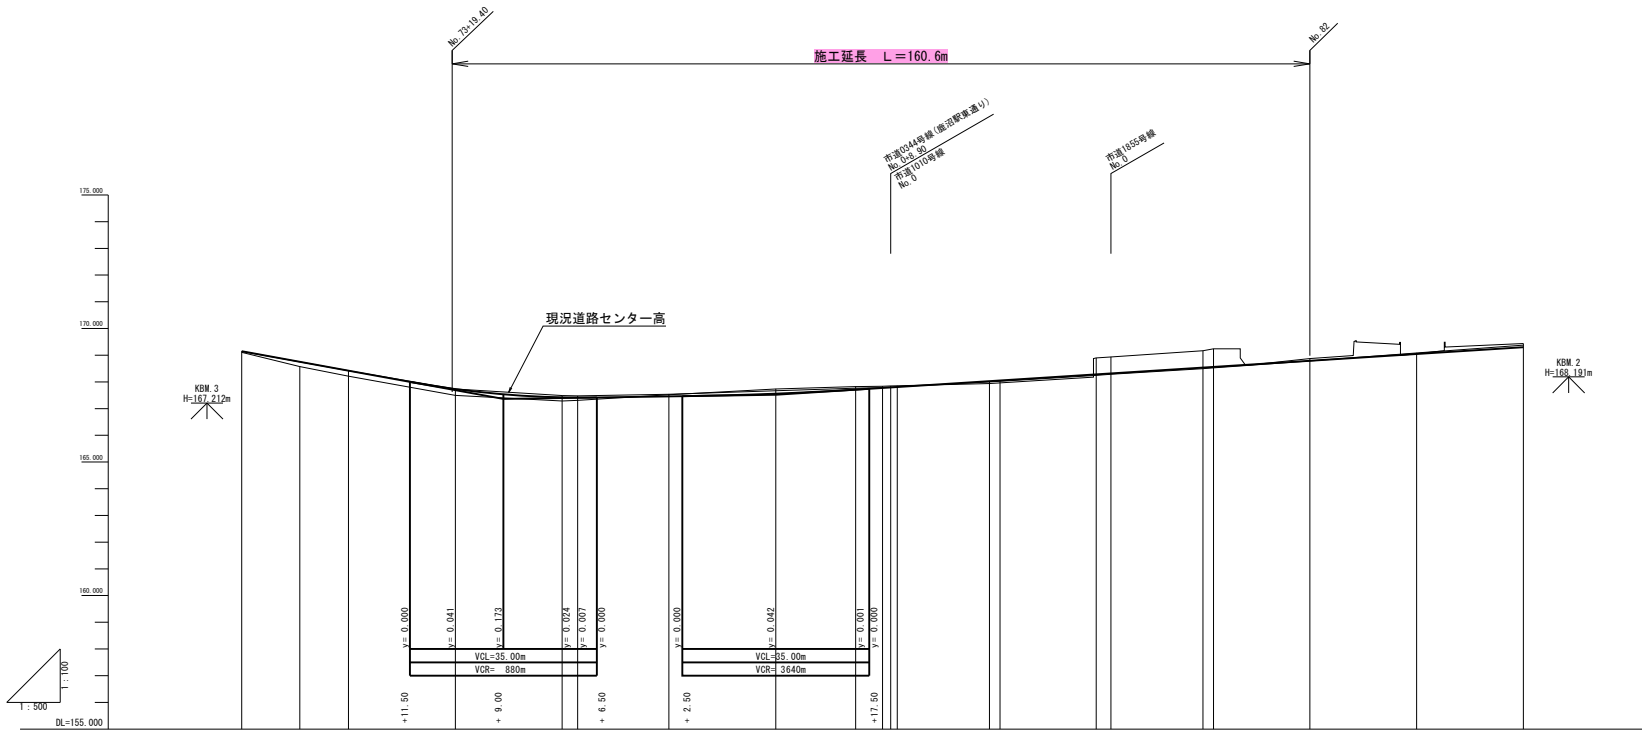 No.73+19.40
No.82
施工延長　L＝160.6m
市道0344号線(鹿沼駅東通り)
No.0+8.90
市道1010号線
No.0
市道1855号線
No.0
175.000
170.000
現況道路センター高
KBM.3
H=167.212m
KBM.2
H=168.191m
165.000
160.000
y= 0.000
y= 0.041
y= 0.173
y= 0.024
y= 0.007
y= 0.000
y= 0.000
y= 0.042
y= 0.001
y= 0.000
VCL=35.00m
VCR=　880m
VCL=35.00m
VCR= 3640m
+11.50
+ 9.00
+ 6.50
+ 2.50
+17.50
1：100
1：500
DL=155.000